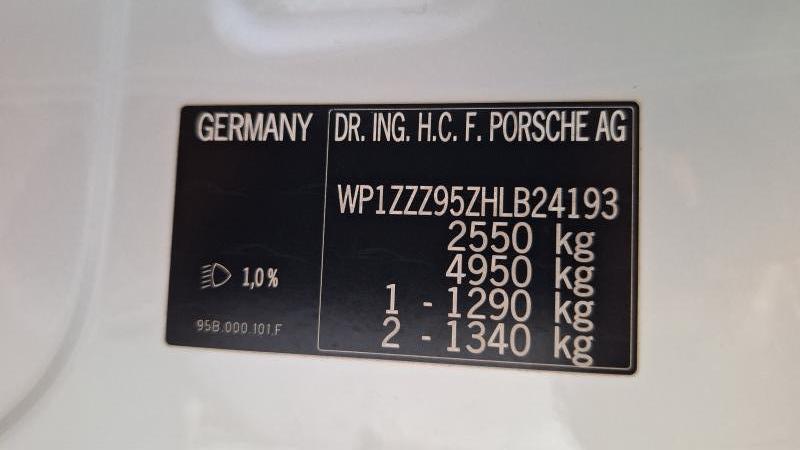 GERMANY
DR. ING. H.C. F. PORSCHE AG
WP1ZZZ95ZHLB24193
2550 kg
4950 kg
1 - 1290 kg
2 - 1340 kg
1,0%
95B.000.101.F